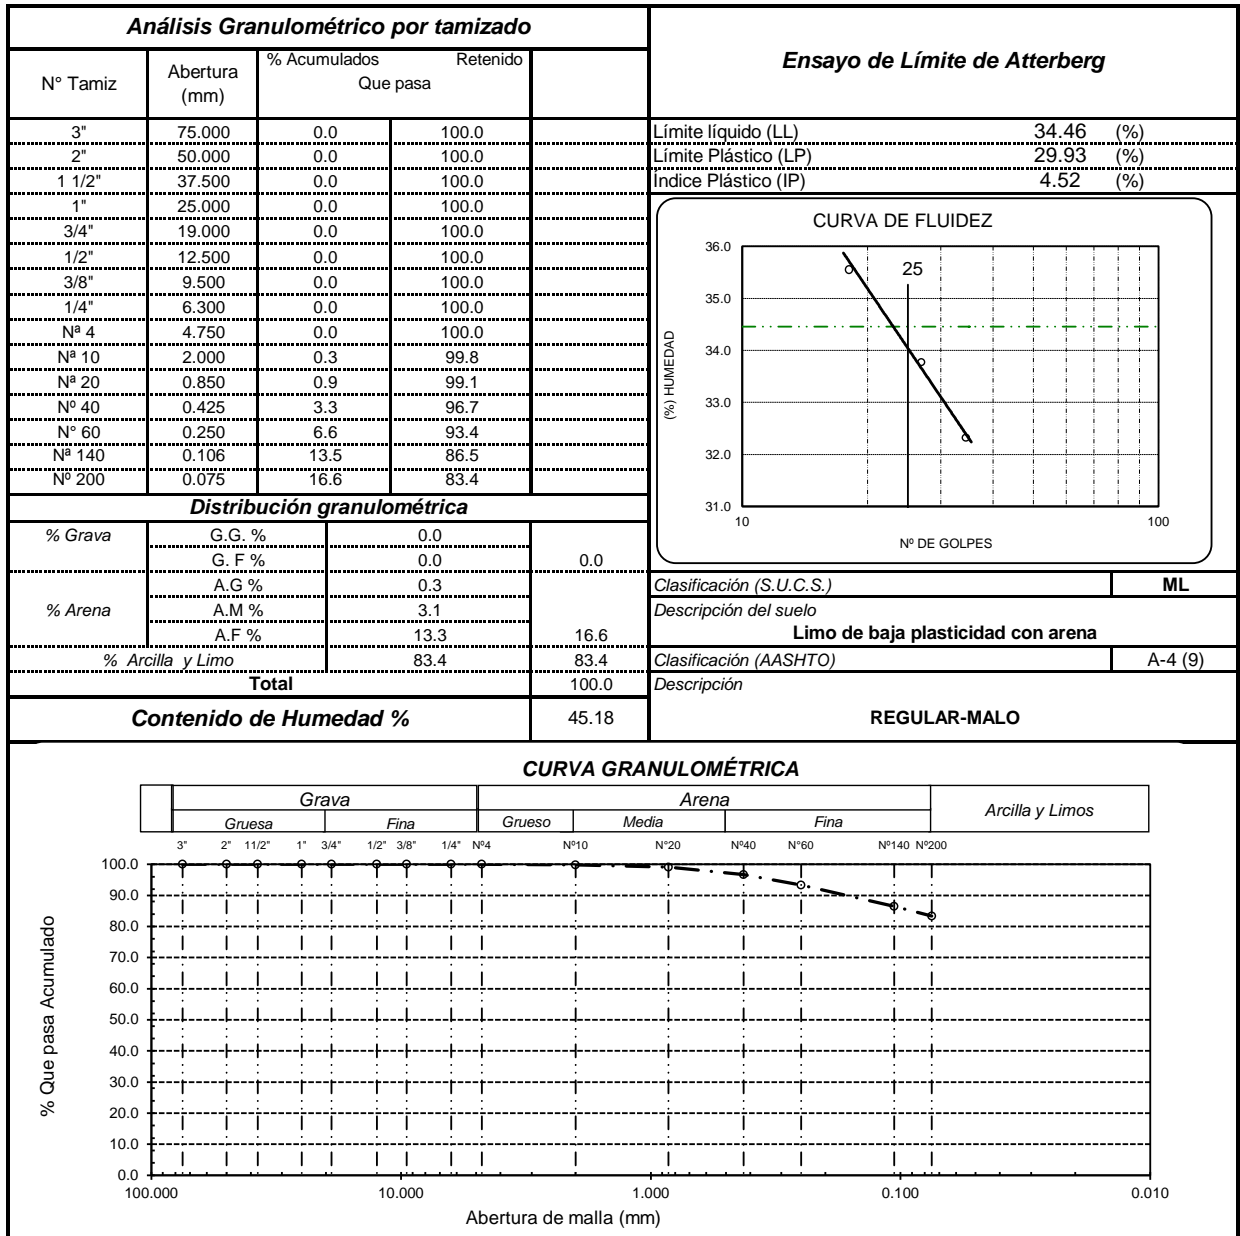 Análisis Granulométrico por tamizado
N° Tamiz
Abertura (mm)
% Acumulados Retenido
Que pasa
3" 75.000 0.0 100.0
2" 50.000 0.0 100.0
1 1/2" 37.500 0.0 100.0
1" 25.000 0.0 100.0
3/4" 19.000 0.0 100.0
1/2" 12.500 0.0 100.0
3/8" 9.500 0.0 100.0
1/4" 6.300 0.0 100.0
Nª 4 4.750 0.0 100.0
Nª 10 2.000 0.3 99.8
Nª 20 0.850 0.9 99.1
Nº 40 0.425 3.3 96.7
N° 60 0.250 6.6 93.4
Nª 140 0.106 13.5 86.5
Nº 200 0.075 16.6 83.4
Distribución granulométrica
% Grava G.G. % 0.0
G. F % 0.0 0.0
A.G % 0.3
% Arena A.M % 3.1
A.F % 13.3 16.6
% Arcilla y Limo 83.4 83.4
Total 100.0
Contenido de Humedad % 45.18
Ensayo de Límite de Atterberg
Límite líquido (LL) 34.46 (%)
Límite Plástico (LP) 29.93 (%)
Índice Plástico (IP) 4.52 (%)
CURVA DE FLUIDEZ
36.0
35.0
34.0
33.0
32.0
31.0
(%) HUMEDAD
25
10 100
Nº DE GOLPES
Clasificación (S.U.C.S.) ML
Descripción del suelo
Limo de baja plasticidad con arena
Clasificación (AASHTO) A-4 (9)
Descripción
REGULAR-MALO
CURVA GRANULOMÉTRICA
Grava Arena Arcilla y Limos
Gruesa Fina Grueso Media Fina
3" 2" 11/2" 1" 3/4" 1/2" 3/8" 1/4" Nº4 Nº10 N°20 Nº40 N°60 Nº140 Nº200
100.0
90.0
80.0
70.0
60.0
50.0
40.0
30.0
20.0
10.0
0.0
% Que pasa Acumulado
100.000 10.000 1.000 0.100 0.010
Abertura de malla (mm)